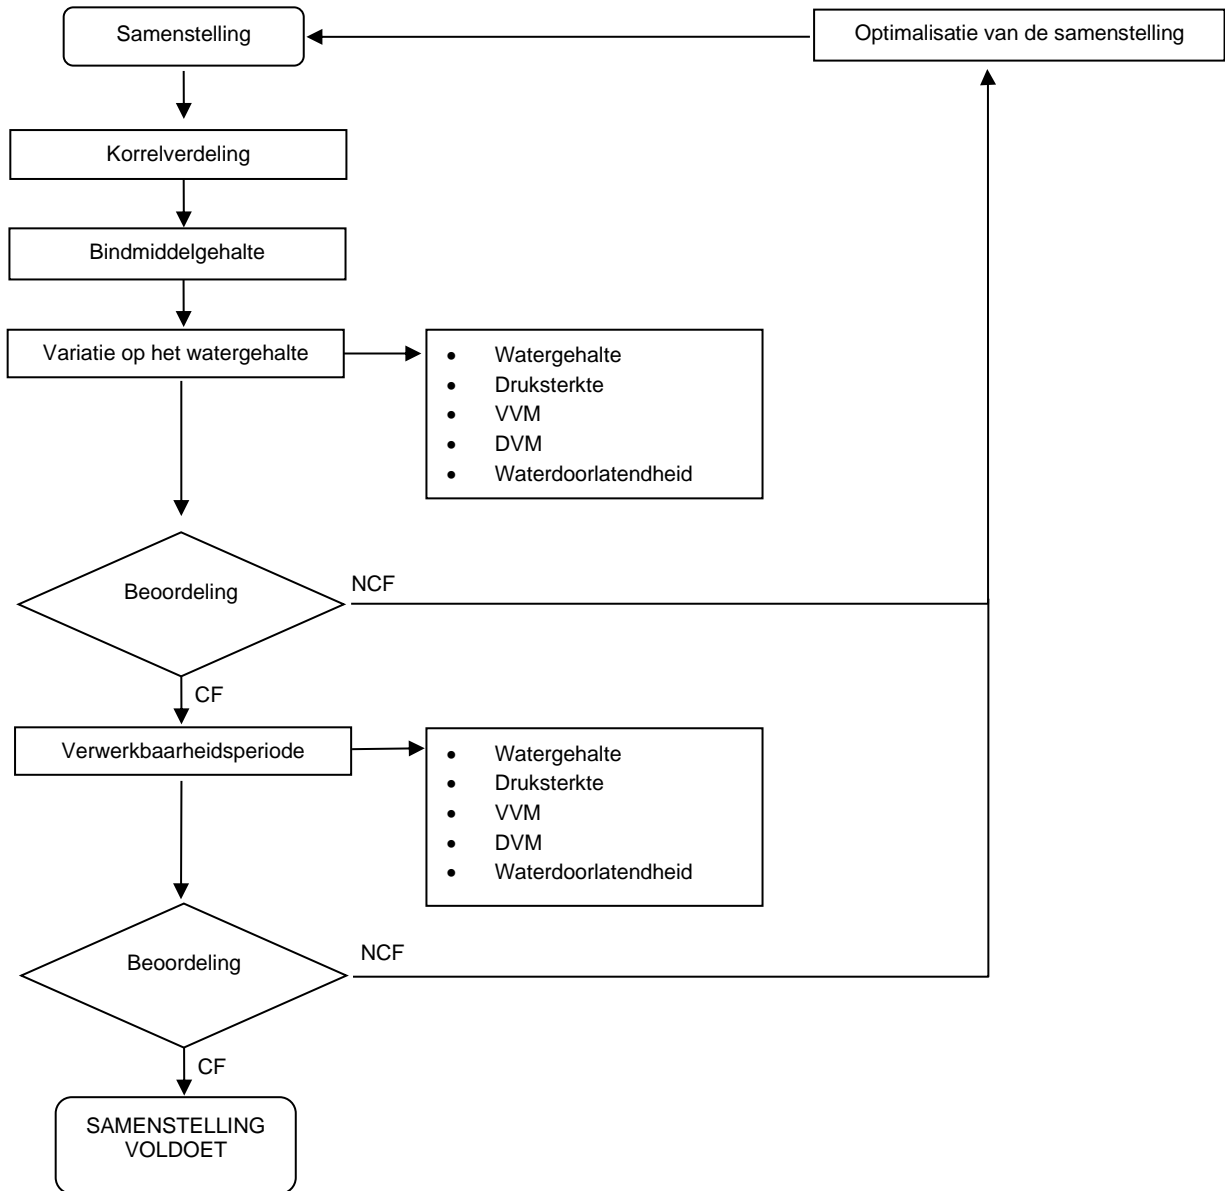 Samenstelling
Optimalisatie van de samenstelling
Korrelverdeling
Bindmiddelgehalte
Variatie op het watergehalte
• Watergehalte
• Druksterkte
• VVM
• DVM
• Waterdoorlatendheid
Beoordeling
NCF
CF
Verwerkbaarheidsperiode
• Watergehalte
• Druksterkte
• VVM
• DVM
• Waterdoorlatendheid
Beoordeling
NCF
CF
SAMENSTELLING
VOLDOET